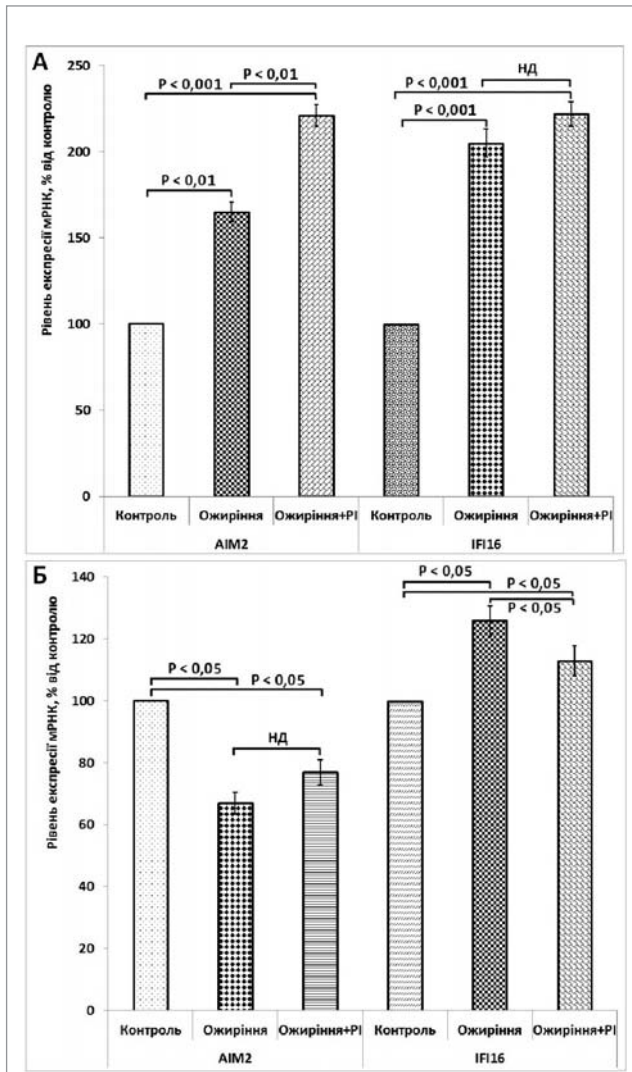 А
Рівень експресії мРНК, % від контролю
250
200
150
100
50
0
P < 0,001
P < 0,01
P < 0,01
P < 0,001
НД
P < 0,001
Контроль
Ожиріння
Ожиріння+РІ
Контроль
Ожиріння
Ожиріння+РІ
AIM2
IFI16
Б
Рівень експресії мРНК, % від контролю
140
120
100
80
60
40
20
0
P < 0,05
P < 0,05
НД
P < 0,05
P < 0,05
P < 0,05
Контроль
Ожиріння
Ожиріння+РІ
Контроль
Ожиріння
Ожиріння+РІ
AIM2
IFI16